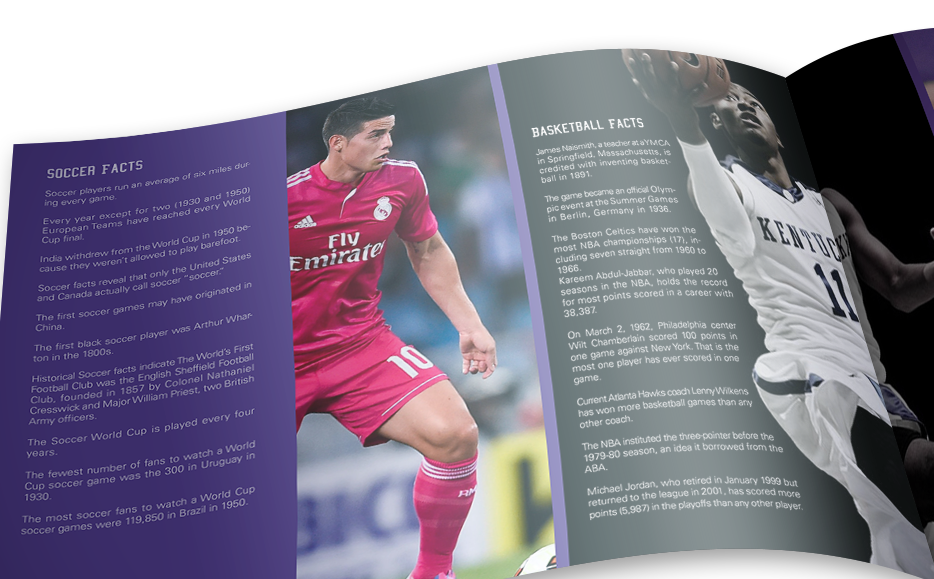 SOCCER FACTS
Soccer players run an average of six miles dur-
ing every game.
Every year except for two (1930 and 1950)
European Teams have reached every World
Cup final.
India withdrew from the World Cup in 1950 be-
cause they weren't allowed to play barefoot.
Soccer facts reveal that only the United States
and Canada actually call soccer "soccer."
The first soccer games may have originated in
China.
The first black soccer player was Arthur Whar-
ton in the 1800s.
Historical Soccer facts indicate The World's First
Football Club was the English Sheffield Football
Club, founded in 1857 by Colonel Nathaniel
Cresswick and Major William Priest, two British
Army officers.
The Soccer World Cup is played every four
years.
The fewest number of fans to watch a World
Cup soccer game was the 300 in Uruguay in
1930.
The most soccer fans to watch a World Cup
soccer games were 119,850 in Brazil in 1950.
adidas
Fly
Emirates
10
BASKETBALL FACTS
James Naismith, a teacher at a YMCA
in Springfield, Massachusetts, is
credited with inventing basket-
ball in 1891.
The game became an official Olym-
pic event at the Summer Games
in Berlin, Germany in 1936.
The Boston Celtics have won the
most NBA championships (17), in-
cluding seven straight from 1960 to
1966.
Kareem Abdul-Jabbar, who played 20
seasons in the NBA, holds the record
for most points scored in a career with
38,387.
On March 2, 1962, Philadelphia center
Wilt Chamberlain scored 100 points in
one game against New York. That is the
most one player has ever scored in one
game.
Current Atlanta Hawks coach Lenny Wilkens
has won more basketball games than any
other coach.
The NBA instituted the three-pointer before the
1979-80 season, an idea it borrowed from the
ABA.
Michael Jordan, who retired in January 1999 but
returned to the league in 2001, has scored more
points (5,987) in the playoffs than any other player.
KENTUCKY
11